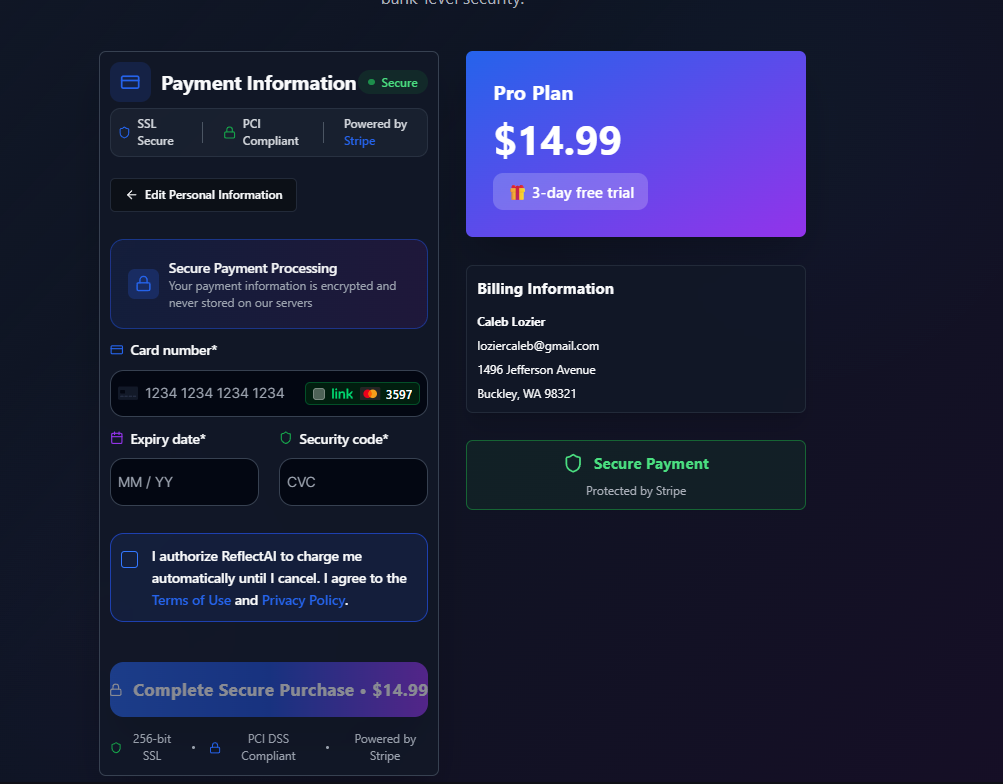 bank-level security.
Payment Information
Secure
SSL
Secure
PCI
Compliant
Powered by
Stripe
Edit Personal Information
Secure Payment Processing
Your payment information is encrypted and
never stored on our servers
Card number*
1234 1234 1234 1234
link
3597
Expiry date*
Security code*
MM / YY
CVC
I authorize ReflectAI to charge me
automatically until I cancel. I agree to the
Terms of Use and Privacy Policy.
Complete Secure Purchase • $14.99
256-bit
SSL
•
PCI DSS
Compliant
•
Powered by
Stripe
Pro Plan
$14.99
3-day free trial
Billing Information
Caleb Lozier
loziercaleb@gmail.com
1496 Jefferson Avenue
Buckley, WA 98321
Secure Payment
Protected by Stripe